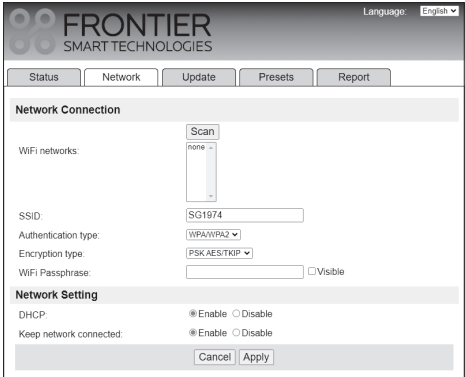 Language: English
FRONTIER
SMART TECHNOLOGIES
Status Network Update Presets Report
Network Connection
Scan
WiFi networks: none
SSID: SG1974
Authentication type: WPA/WPA2
Encryption type: PSK AES/TKIP
WiFi Passphrase: Visible
Network Setting
DHCP: Enable Disable
Keep network connected: Enable Disable
Cancel Apply